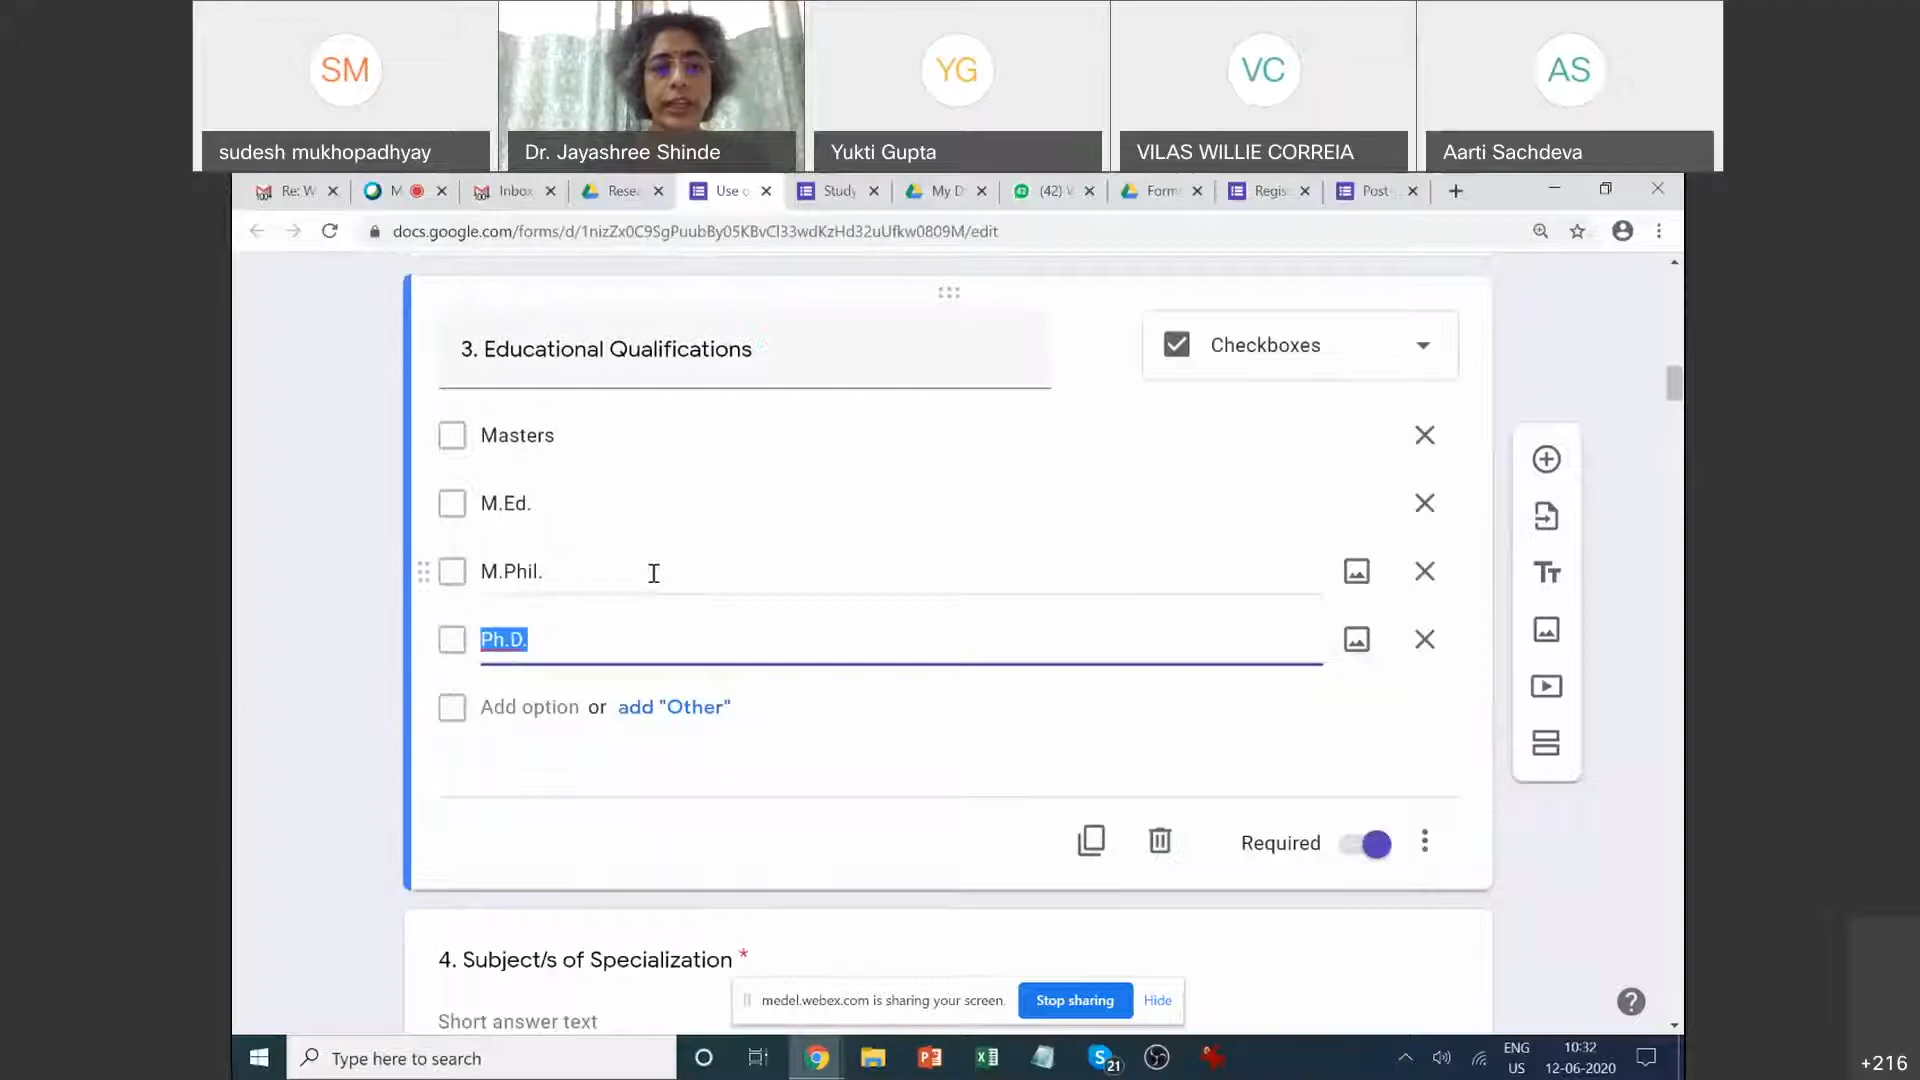 SM
YG
VC
AS
sudesh mukhopadhyay
Dr. Jayashree Shinde
Yukti Gupta
VILAS WILLIE CORREIA
Aarti Sachdeva
Re: W
M
Inbox
Rese
Use o
Study
My D
(42)
Form
Regis
Post-
docs.google.com/forms/d/1nizZx0C9SgPuubBy05KBvCl33wdKzHd32uUfkw0809M/edit
3. Educational Qualifications
Checkboxes
Masters
M.Ed.
M.Phil.
Ph.D.
Add option or add "Other"
Required
4. Subject/s of Specialization *
medel.webex.com is sharing your screen.
Stop sharing
Hide
Short answer text
Type here to search
21
ENG
US
10:32
12-06-2020
+216